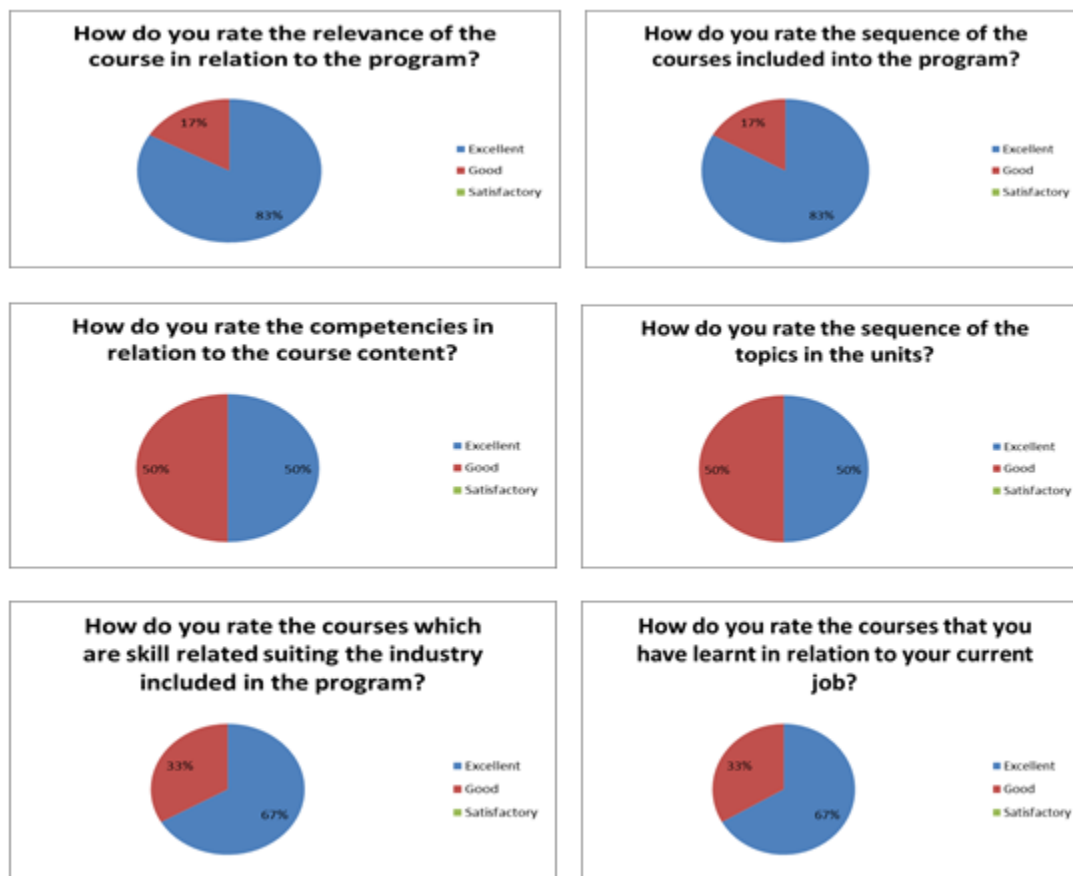 How do you rate the relevance of the
course in relation to the program?
17%
83%
Excellent
Good
Satisfactory
How do you rate the sequence of the
courses included into the program?
17%
83%
Excellent
Good
Satisfactory
How do you rate the competencies in
relation to the course content?
50%
50%
Excellent
Good
Satisfactory
How do you rate the sequence of the
topics in the units?
50%
50%
Excellent
Good
Satisfactory
How do you rate the courses which
are skill related suiting the industry
included in the program?
33%
67%
Excellent
Good
Satisfactory
How do you rate the courses that you
have learnt in relation to your current
job?
33%
67%
Excellent
Good
Satisfactory